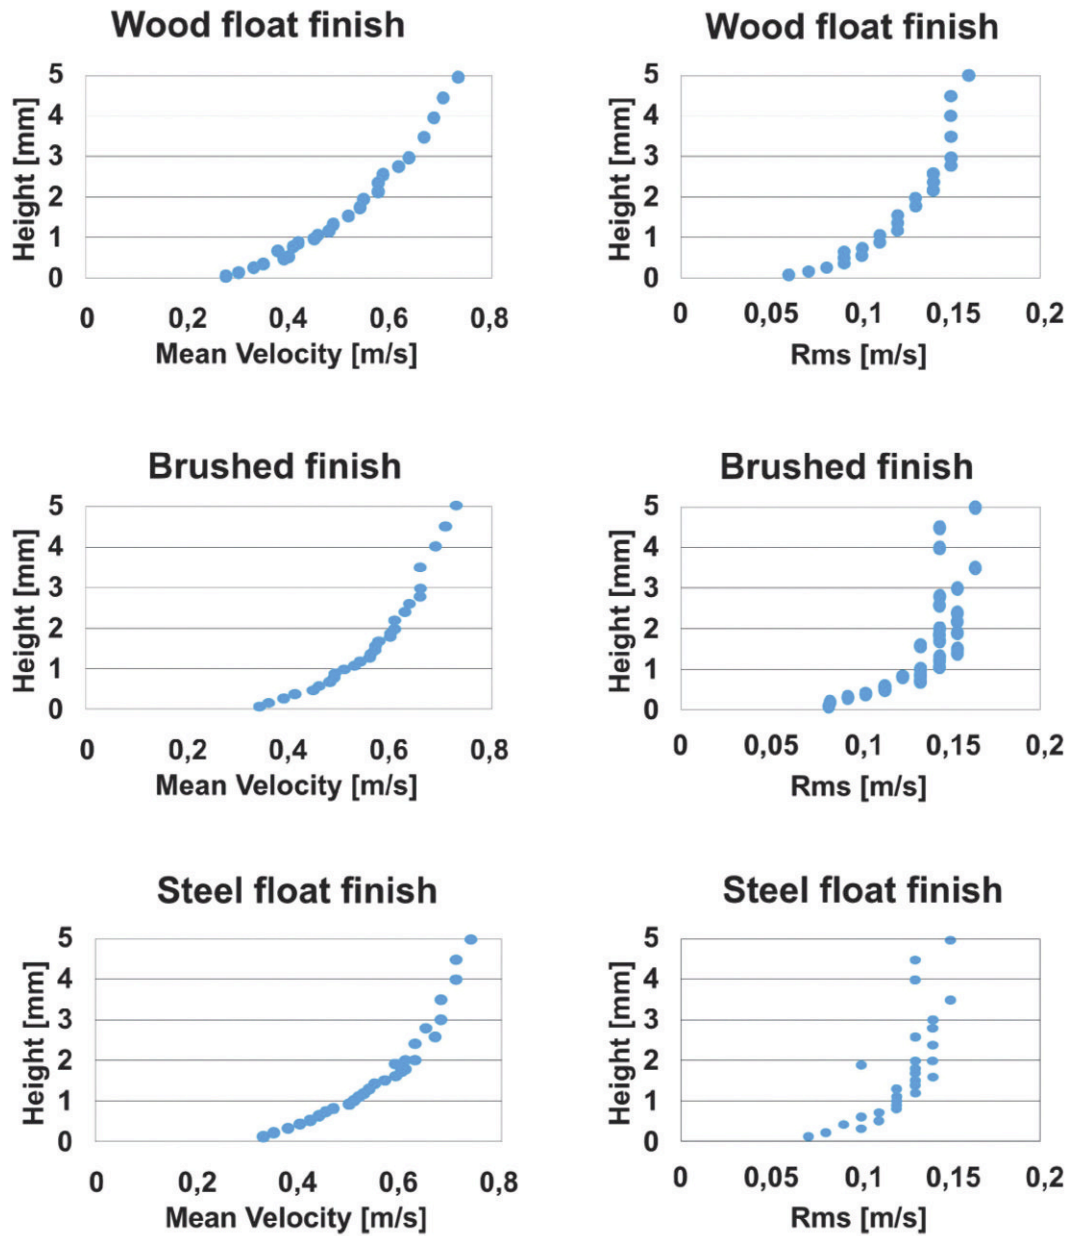 Wood float finish
Height [mm]
5
4
3
2
1
0
0 0,2 0,4 0,6 0,8
Mean Velocity [m/s]
Wood float finish
Height [mm]
5
4
3
2
1
0
0 0,05 0,1 0,15 0,2
Rms [m/s]
Brushed finish
Height [mm]
5
4
3
2
1
0
0 0,2 0,4 0,6 0,8
Mean Velocity [m/s]
Brushed finish
Height [mm]
5
4
3
2
1
0
0 0,05 0,1 0,15 0,2
Rms [m/s]
Steel float finish
Height [mm]
5
4
3
2
1
0
0 0,2 0,4 0,6 0,8
Mean Velocity [m/s]
Steel float finish
Height [mm]
5
4
3
2
1
0
0 0,05 0,1 0,15 0,2
Rms [m/s]